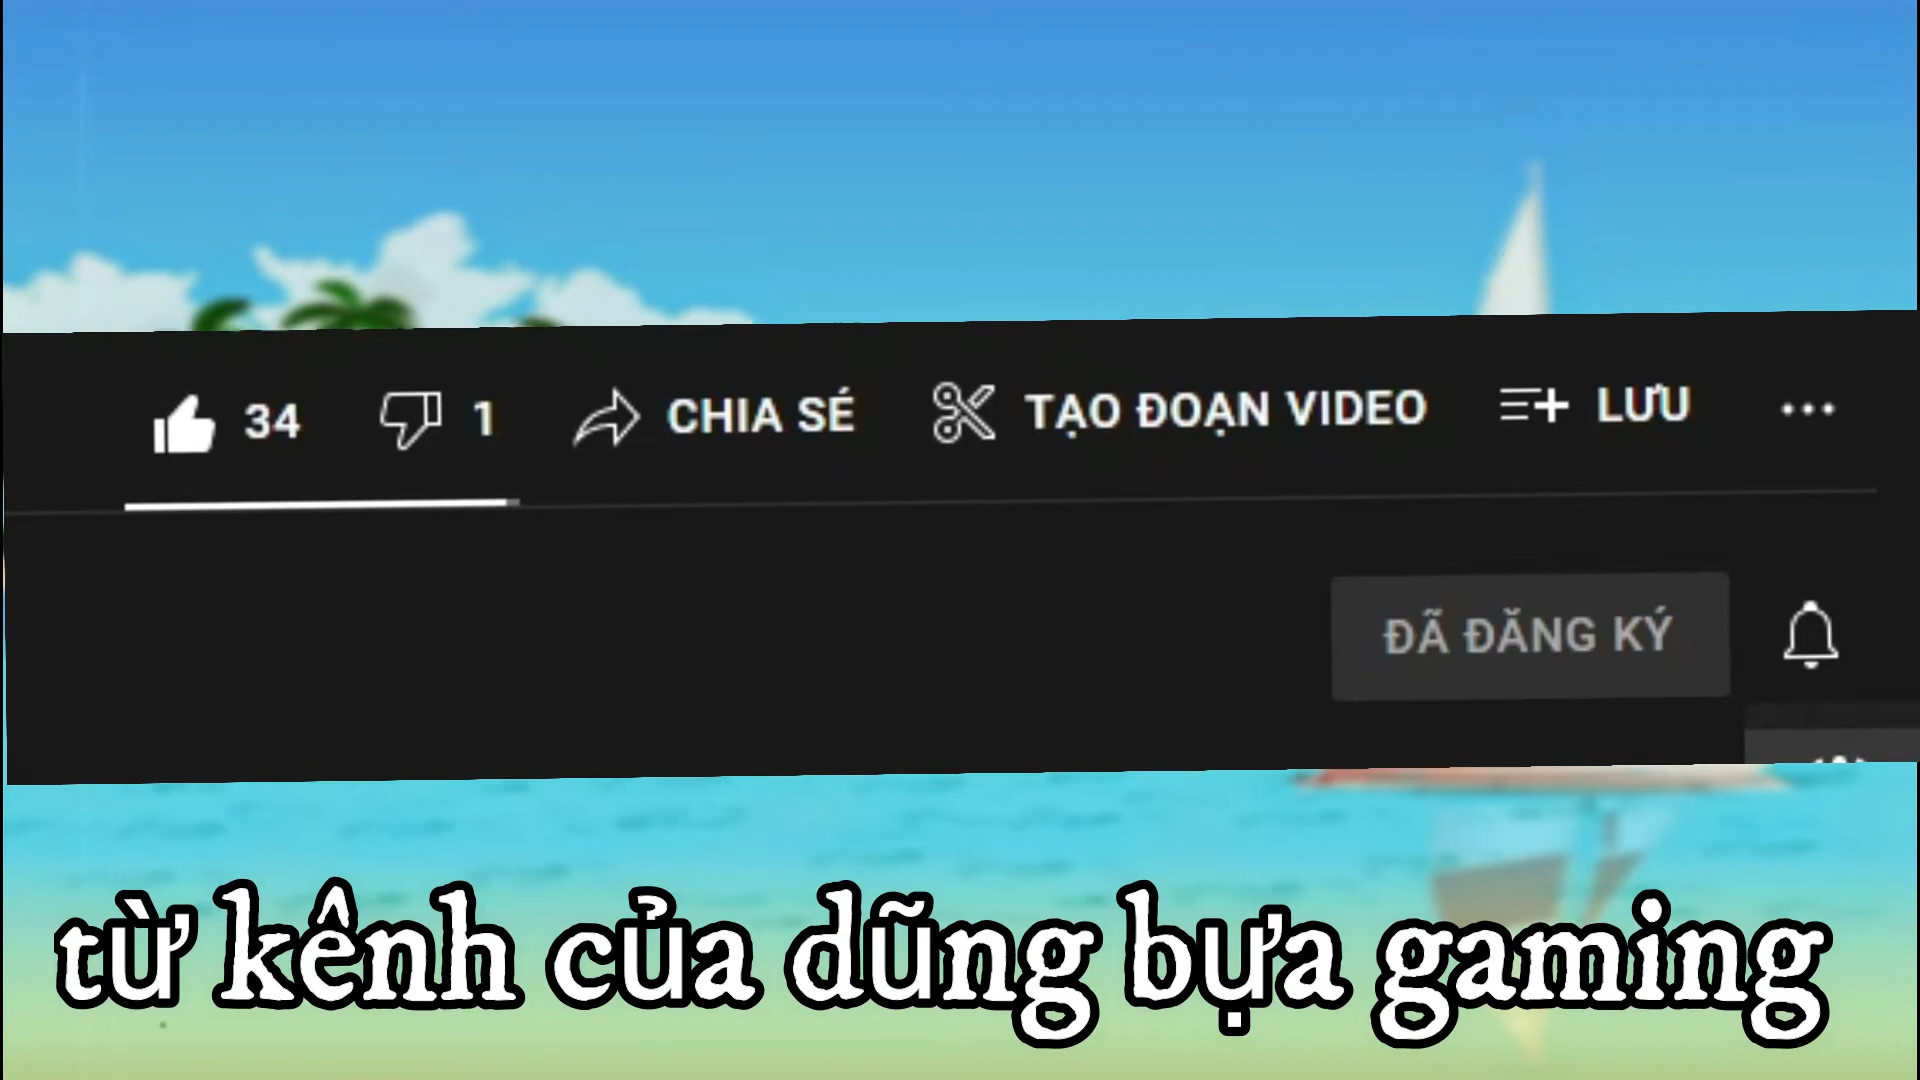 34 1 CHIA SẺ TẠO ĐOẠN VIDEO LƯU
ĐÃ ĐĂNG KÝ
từ kênh của dũng bựa gaming